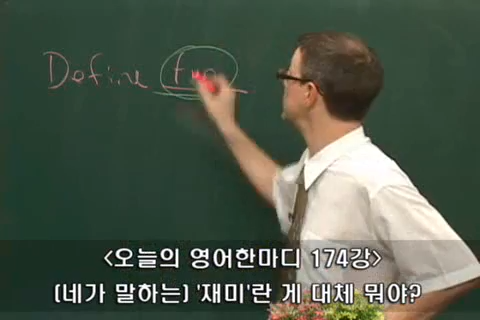 Define fun
<오늘의 영어한마디 174강>
(네가 말하는) '재미'란 게 대체 뭐야?